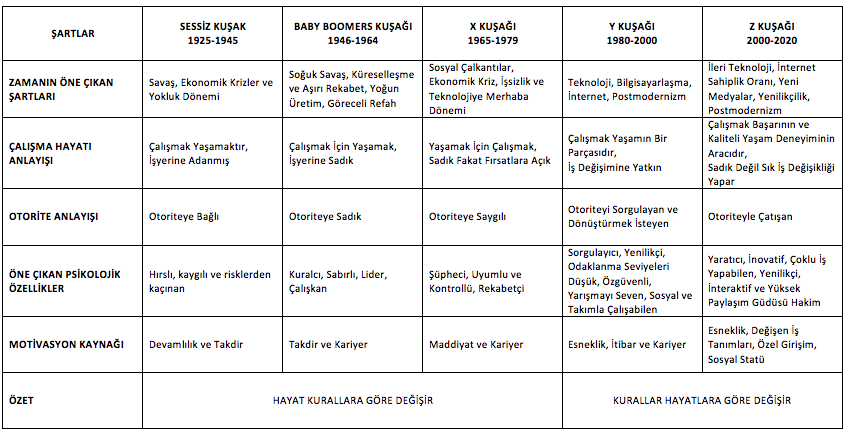 ŞARTLAR
SESSİZ KUŞAK
1925-1945
BABY BOOMERS KUŞAĞI
1946-1964
X KUŞAĞI
1965-1979
Y KUŞAĞI
1980-2000
Z KUŞAĞI
2000-2020
ZAMANIN ÖNE ÇIKAN
ŞARTLARI
Savaş, Ekonomik Krizler ve
Yokluk Dönemi
Soğuk Savaş, Küreselleşme
ve Aşırı Rekabet, Yoğun
Üretim, Göreceli Refah
Sosyal Çalkantılar,
Ekonomik Kriz, İşsizlik ve
Teknolojiye Merhaba
Dönemi
Teknoloji, Bilgisayarlaşma,
İnternet, Postmodernizm
İleri Teknoloji, İnternet
Sahiplik Oranı, Yeni
Medyalar, Yenilikçilik,
Postmodernizm
ÇALIŞMA HAYATI
ANLAYIŞI
Çalışmak Yaşamaktır,
İşyerine Adanmış
Çalışmak İçin Yaşamak,
İşyerine Sadık
Yaşamak İçin Çalışmak,
Sadık Fakat Fırsatlara Açık
Çalışmak Yaşamın Bir
Parçasıdır,
İş Değişimine Yatkın
Çalışmak Başarının ve
Kaliteli Yaşam Deneyiminin
Aracıdır,
Sadık Değil Sık İş Değişikliği
Yapar
OTORİTE ANLAYIŞI
Otoriteye Bağlı
Otoriteye Sadık
Otoriteye Saygılı
Otoriteyi Sorgulayan ve
Dönüştürmek İsteyen
Otoriteyle Çatışan
ÖNE ÇIKAN PSİKOLOJİK
ÖZELLİKLER
Hırslı, kaygılı ve risklerden
kaçınan
Kuralcı, Sabırlı, Lider,
Çalışkan
Şüpheci, Uyumlu ve
Kontrollü, Rekabetçi
Sorgulayıcı, Yenilikçi,
Odaklanma Seviyeleri
Düşük, Özgüvenli,
Yarışmayı Seven, Sosyal ve
Takımla Çalışabilen
Yaratıcı, İnovatif, Çoklu İş
Yapabilen, Yenilikçi,
İnteraktif ve Yüksek
Paylaşım Güdüsü Hakim
MOTİVASYON KAYNAĞI
Devamlılık ve Takdir
Takdir ve Kariyer
Maddiyat ve Kariyer
Esneklik, İtibar ve Kariyer
Esneklik, Değişen İş
Tanımları, Özel Girişim,
Sosyal Statü
ÖZET
HAYAT KURALLARA GÖRE DEĞİŞİR
KURALLAR HAYATLARA GÖRE DEĞİŞİR